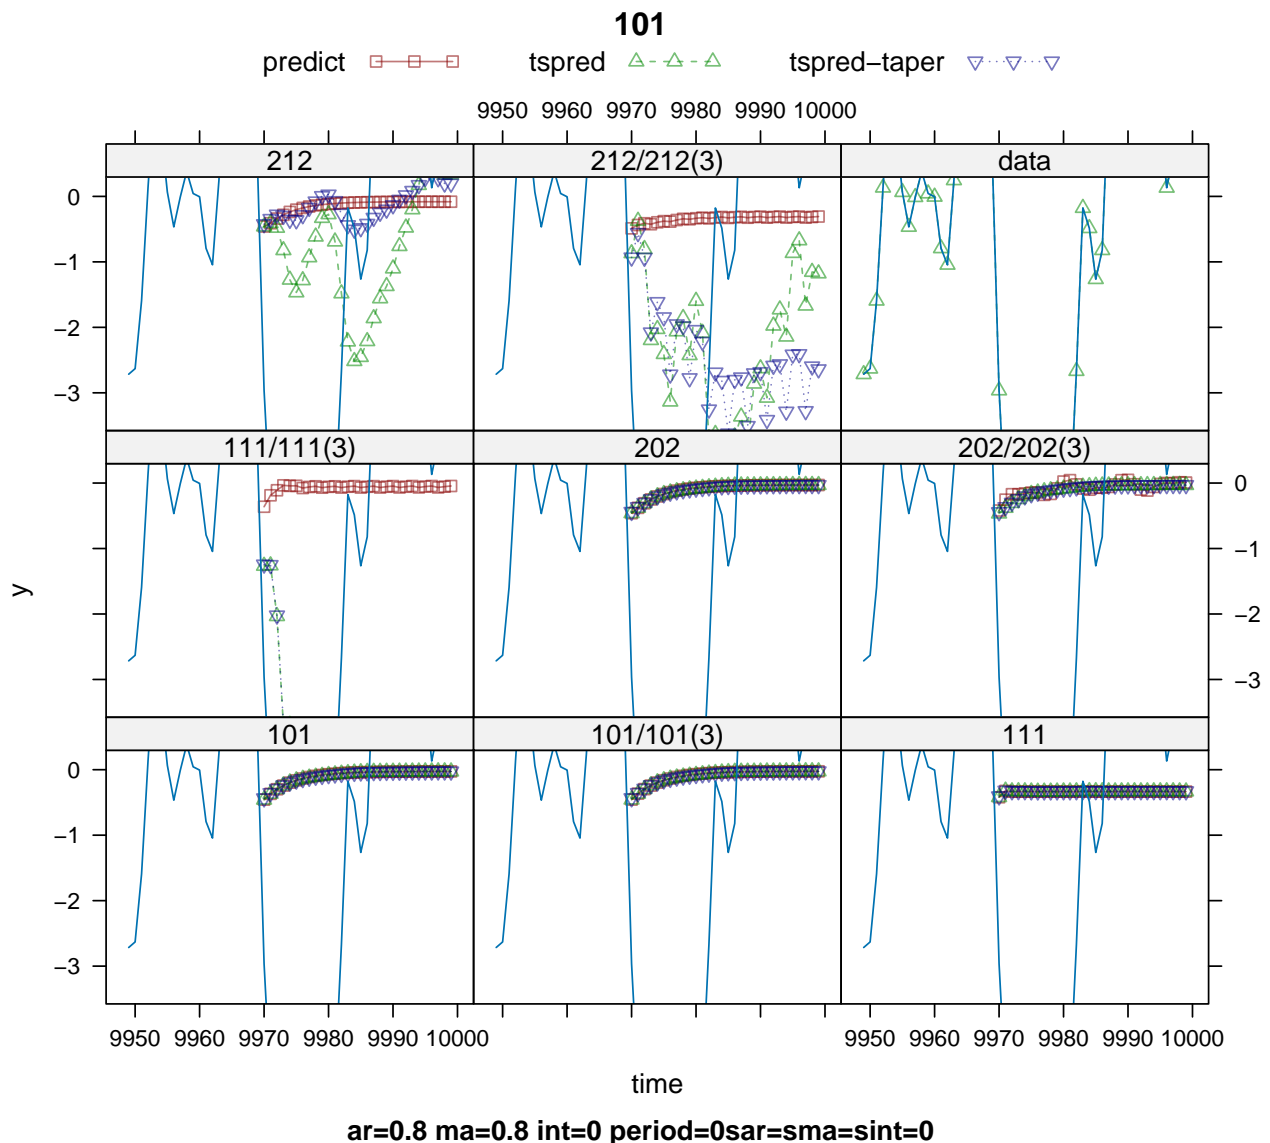 101
predict tspred tspred−taper
9950 9960 9970 9980 9990 10000
212 212/212(3) data
0
−1
−2
−3
111/111(3) 202 202/202(3)
0
−1
−2
−3
y
101 101/101(3) 111
0
−1
−2
−3
9950 9960 9970 9980 9990 10000 9950 9960 9970 9980 9990 10000
time
ar=0.8 ma=0.8 int=0 period=0sar=sma=sint=0